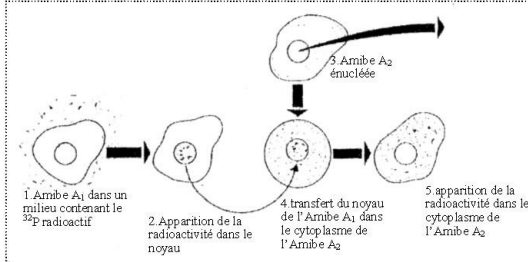 3.Amibe A₂
énucléée
1.Amibe A₁ dans un
milieu contenant le
³²P radioactif
2.Apparition de la
radioactivité dans le
noyau
4.transfert du noyau
de l'Amibe A₁ dans
le cytoplasme de
l'Amibe A₂
5.apparition de la
radioactivité dans le
cytoplasme de
l'Amibe A₂